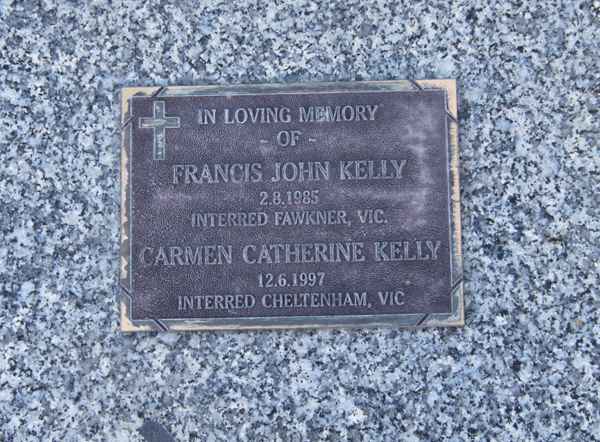 IN LOVING MEMORY
~ OF ~
FRANCIS JOHN KELLY
2.8.1985
INTERRED FAWKNER, VIC.
CARMEN CATHERINE KELLY
12.6.1997
INTERRED CHELTENHAM, VIC